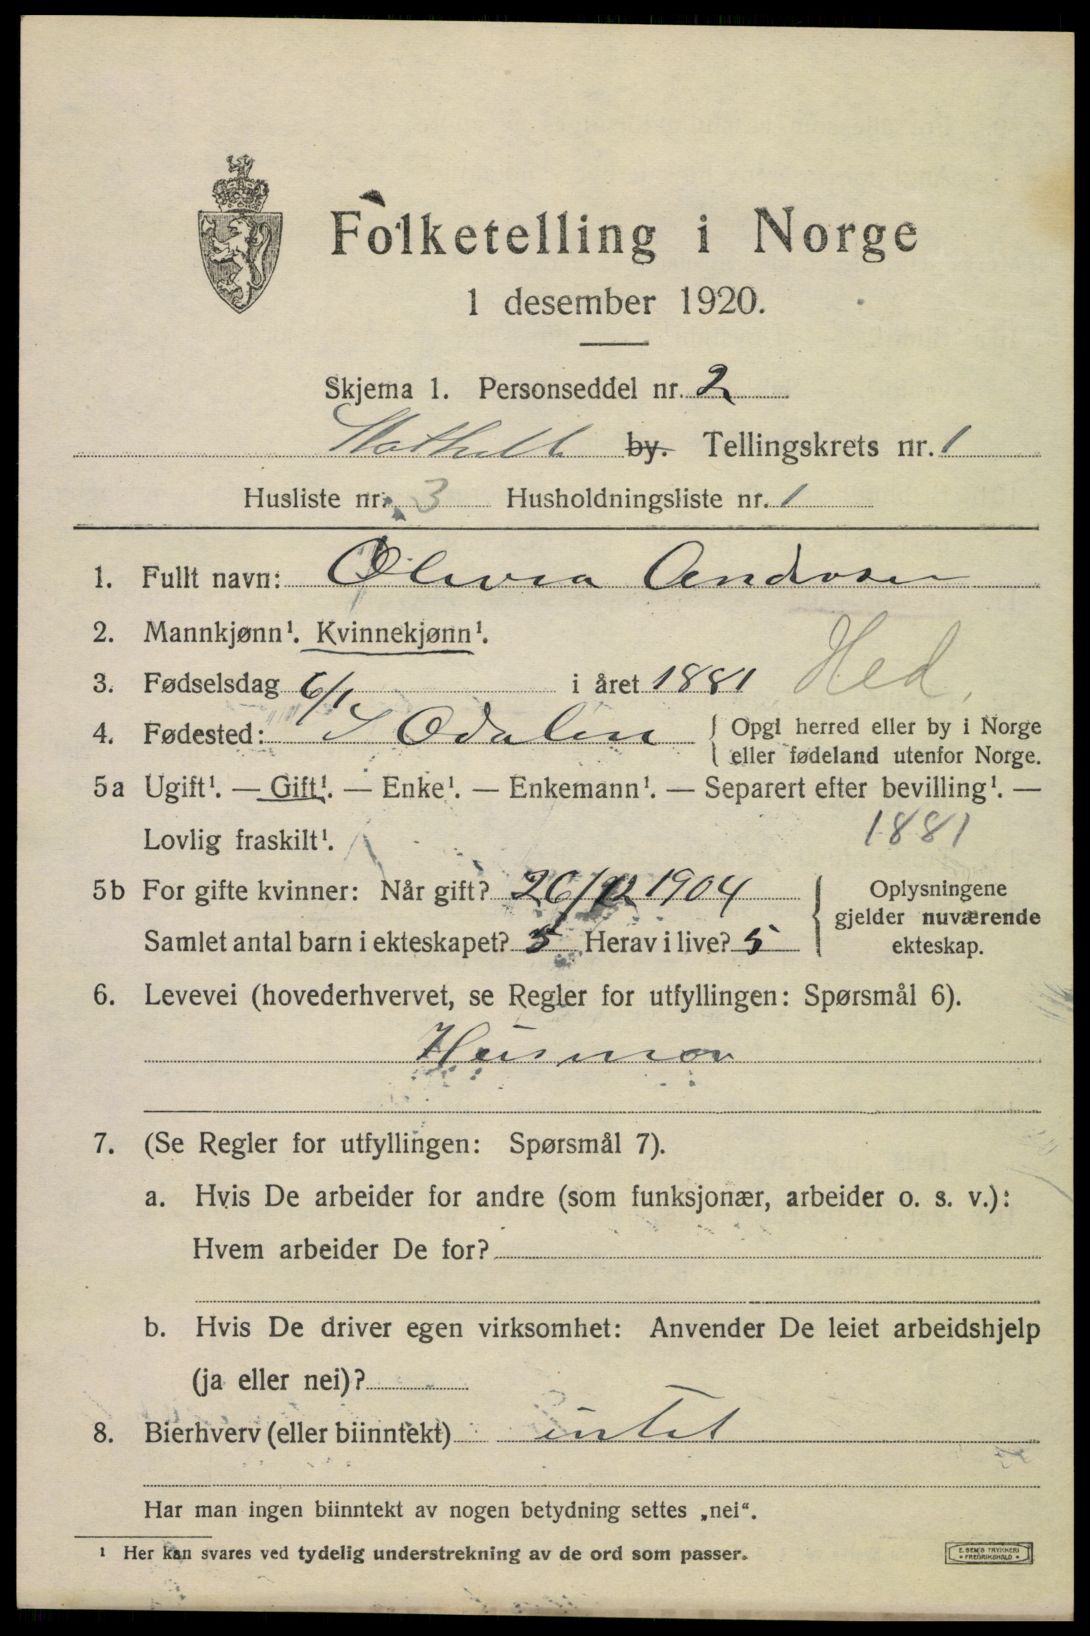 Folketelling i Norge
1 desember 1920.
Skjema 1. Personseddel nr. 2
Stathelle by. Tellingskrets nr. 1
Husliste nr. 3 Husholdningsliste nr. 1
1. Fullt navn: Olivia Andersen
2. Mannkjønn¹. Kvinnekjønn¹.
3. Fødselsdag 6/1 i året 1881 Hed.
4. Fødested: S Odalen { Opgi herred eller by i Norge
eller fødeland utenfor Norge.
5a Ugift¹. — Gift¹. — Enke¹. — Enkemann¹. — Separert efter bevilling¹. —
Lovlig fraskilt¹. 1881
5b For gifte kvinner: Når gift? 26/12 1904 { Oplysningene
gjelder nuværende
Samlet antal barn i ekteskapet? 5 Herav i live? 5 ekteskap.
6. Levevei (hovederhvervet, se Regler for utfyllingen: Spørsmål 6).
Husmor
7. (Se Regler for utfyllingen: Spørsmål 7).
a. Hvis De arbeider for andre (som funksjonær, arbeider o. s. v.):
Hvem arbeider De for?
b. Hvis De driver egen virksomhet: Anvender De leiet arbeidshjelp
(ja eller nei)?
8. Bierhverv (eller biinntekt) intet
Har man ingen biinntekt av nogen betydning settes „nei“.
¹ Her kan svares ved tydelig understrekning av de ord som passer.
E. SEM'S TRYKKERI
FREDRIKSHALD